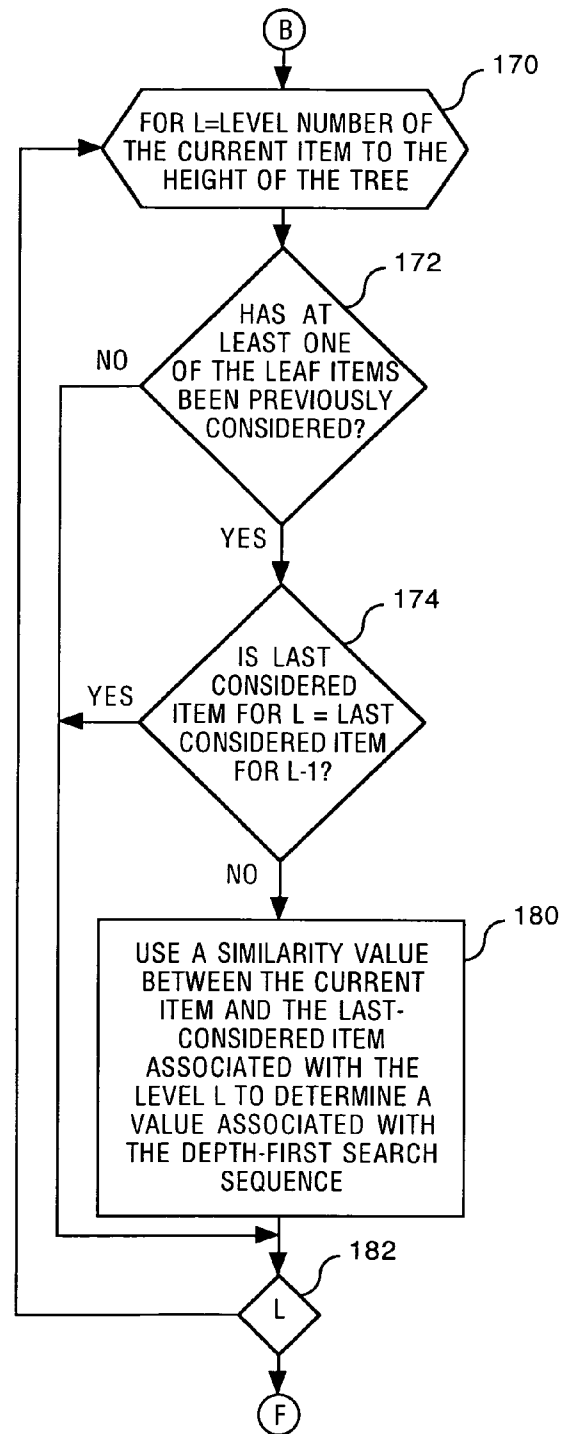 B
170
FOR L=LEVEL NUMBER OF
THE CURRENT ITEM TO THE
HEIGHT OF THE TREE
172
HAS AT
LEAST ONE
OF THE LEAF ITEMS
BEEN PREVIOUSLY
CONSIDERED?
NO
YES
174
IS LAST
CONSIDERED
ITEM FOR L = LAST
CONSIDERED ITEM
FOR L-1?
YES
NO
180
USE A SIMILARITY VALUE
BETWEEN THE CURRENT
ITEM AND THE LAST-
CONSIDERED ITEM
ASSOCIATED WITH THE
LEVEL L TO DETERMINE A
VALUE ASSOCIATED WITH
THE DEPTH-FIRST SEARCH
SEQUENCE
182
L
F